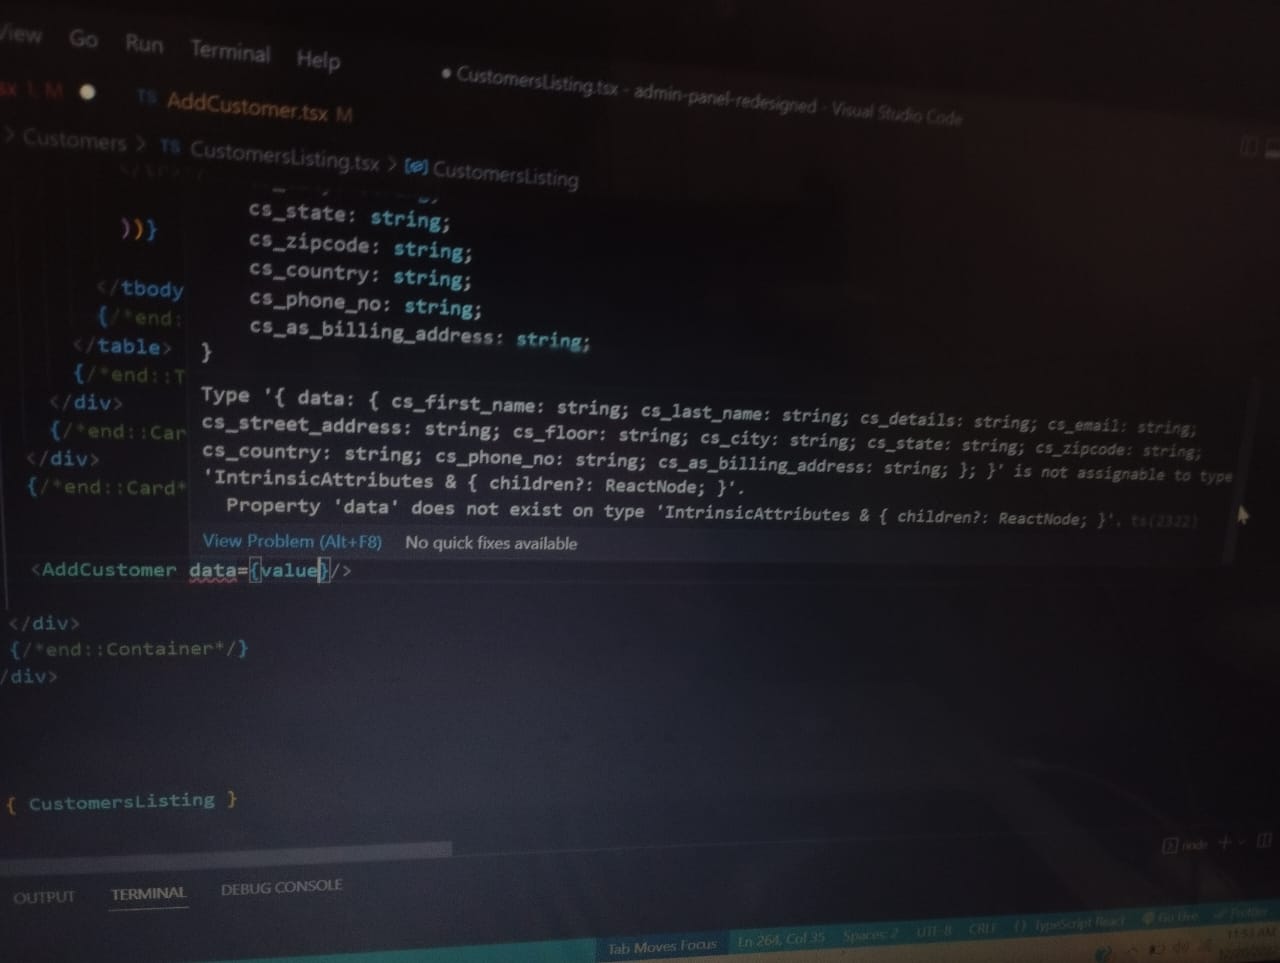 View Go Run Terminal Help
● CustomersListing.tsx - admin-panel-redesigned - Visual Studio Code
sx 1, M ● TS AddCustomer.tsx M
> Customers > TS CustomersListing.tsx > CustomersListing
cs_state: string;
))}
cs_zipcode: string;
cs_country: string;
</tbody
cs_phone_no: string;
{/*end:
cs_as_billing_address: string;
</table>
}
{/*end::T
Type '{ data: { cs_first_name: string; cs_last_name: string; cs_details: string; cs_email: string;
</div>
cs_street_address: string; cs_floor: string; cs_city: string; cs_state: string; cs_zipcode: string;
{/*end::Car
cs_country: string; cs_phone_no: string; cs_as_billing_address: string; }; }' is not assignable to type
</div>
'IntrinsicAttributes & { children?: ReactNode; }'.
{/*end::Card*
Property 'data' does not exist on type 'IntrinsicAttributes & { children?: ReactNode; }'. ts(2322)
View Problem (Alt+F8) No quick fixes available
<AddCustomer data={value}/>
</div>
{/*end::Container*/}
/div>
{ CustomersListing }
node
OUTPUT TERMINAL DEBUG CONSOLE
Tab Moves Focus Ln 264, Col 35 Spaces: 2 UTF-8 CRLF {} TypeScript React Go Live Prettier
11:53 AM